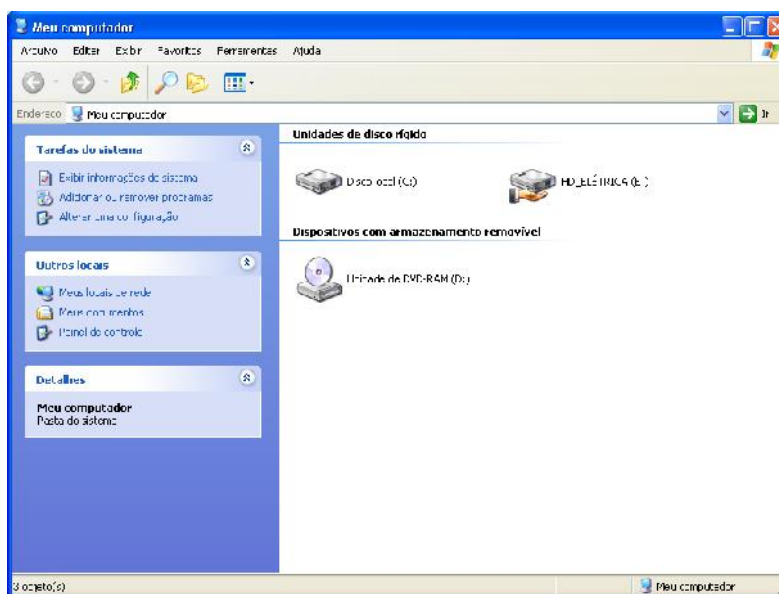 Meu computador
Arquivo Editar Exibir Favoritos Ferramentas Ajuda
Endereço Meu computador Ir
Tarefas do sistema
Exibir informações do sistema
Adicionar ou remover programas
Alterar uma configuração
Outros locais
Meus locais de rede
Meus documentos
Painel de controle
Detalhes
Meu computador
Pasta do sistema
Unidades de disco rígido
Disco local (C:)
HD_ELÉTRICA (E:)
Dispositivos com armazenamento removível
Unidade de DVD-RAM (D:)
3 objeto(s)
Meu computador